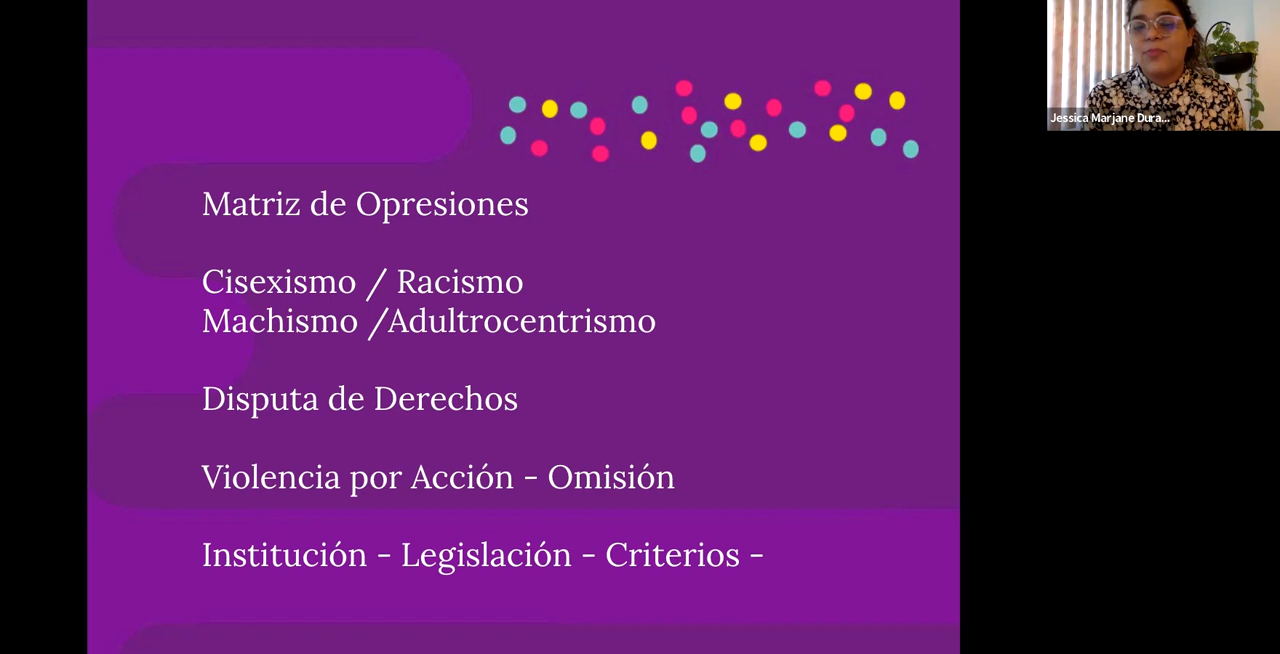 Jessica Marjane Dura...
Matriz de Opresiones
Cisexismo / Racismo
Machismo /Adultrocentrismo
Disputa de Derechos
Violencia por Acción - Omisión
Institución - Legislación - Criterios -